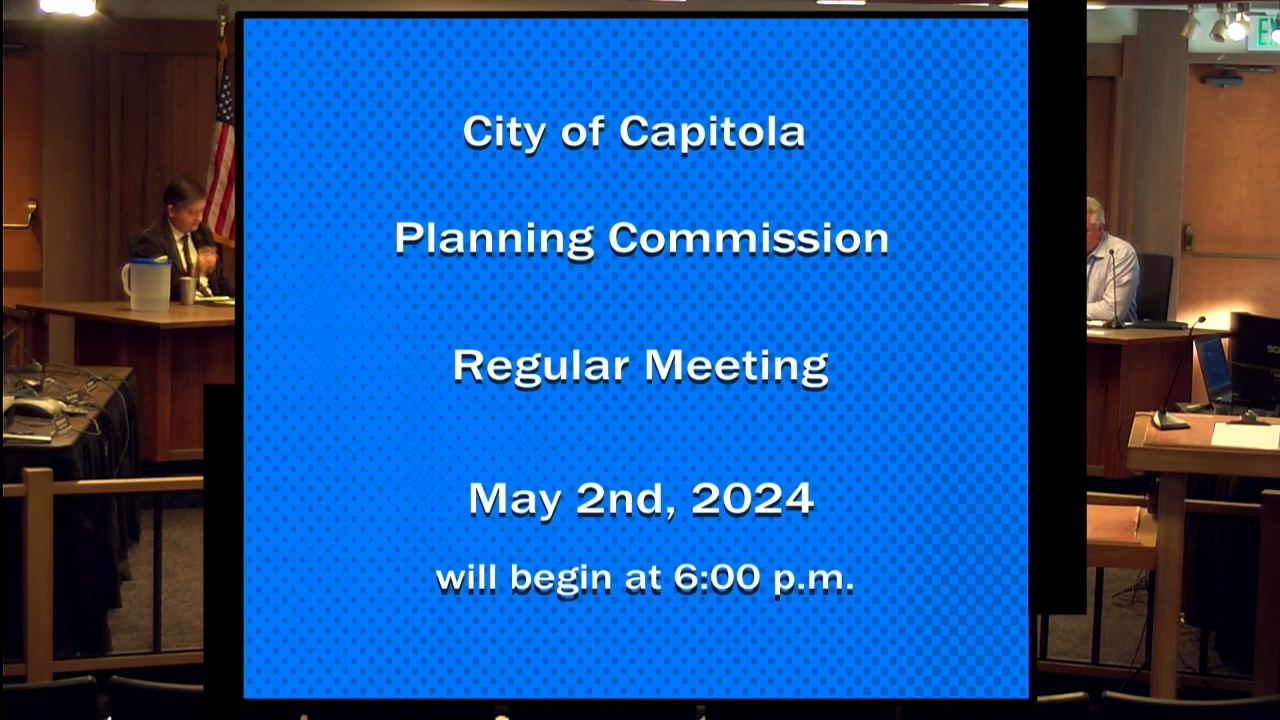 City of Capitola
Planning Commission
Regular Meeting
May 2nd, 2024
will begin at 6:00 p.m.